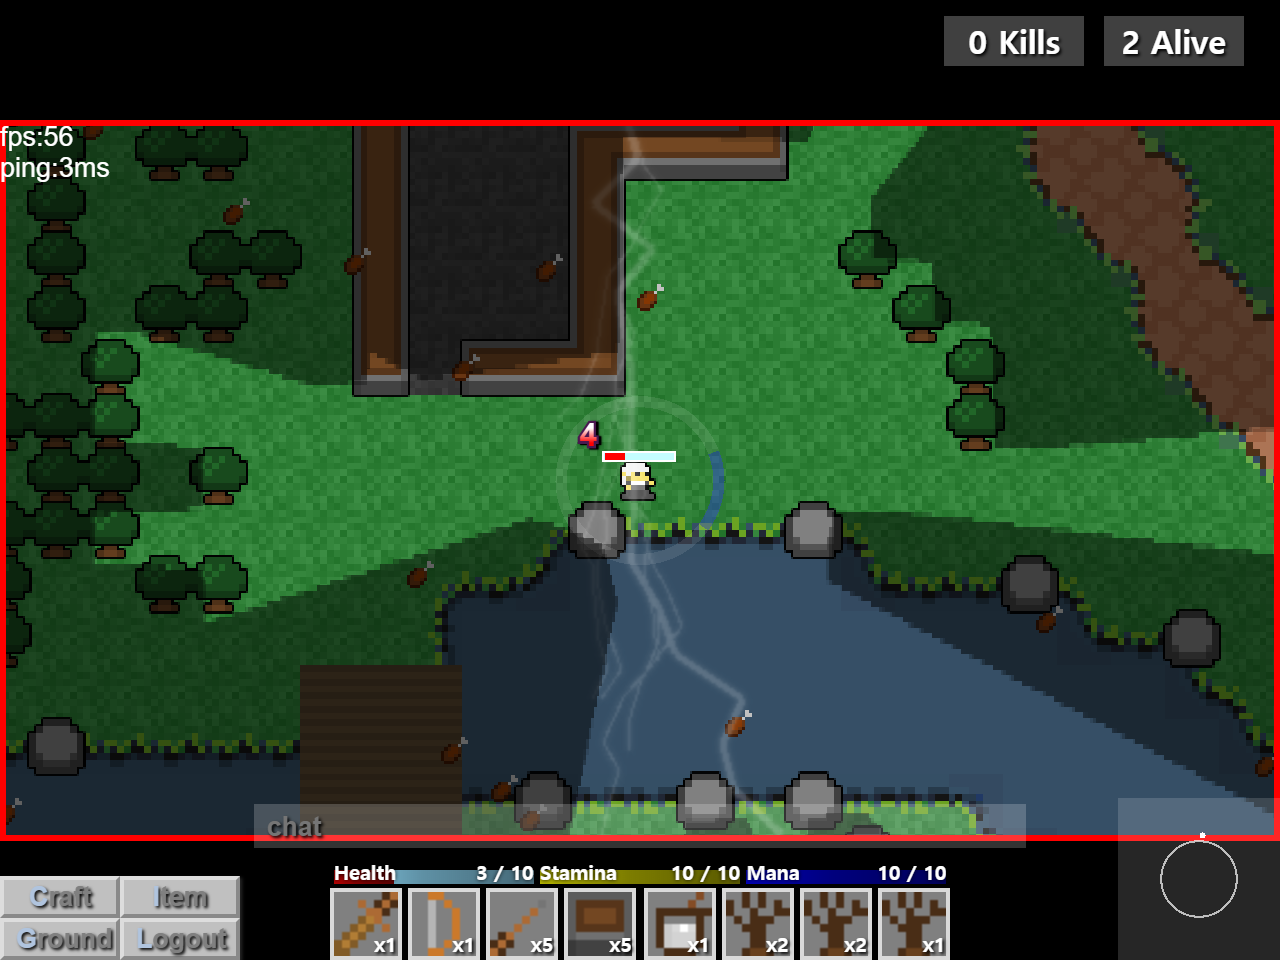 0 Kills
2 Alive
fps:56
ping:3ms
4
chat
Health 3 / 10 Stamina 10 / 10 Mana 10 / 10
Craft Item
Ground Logout
x1 x1 x5 x5 x1 x2 x2 x1